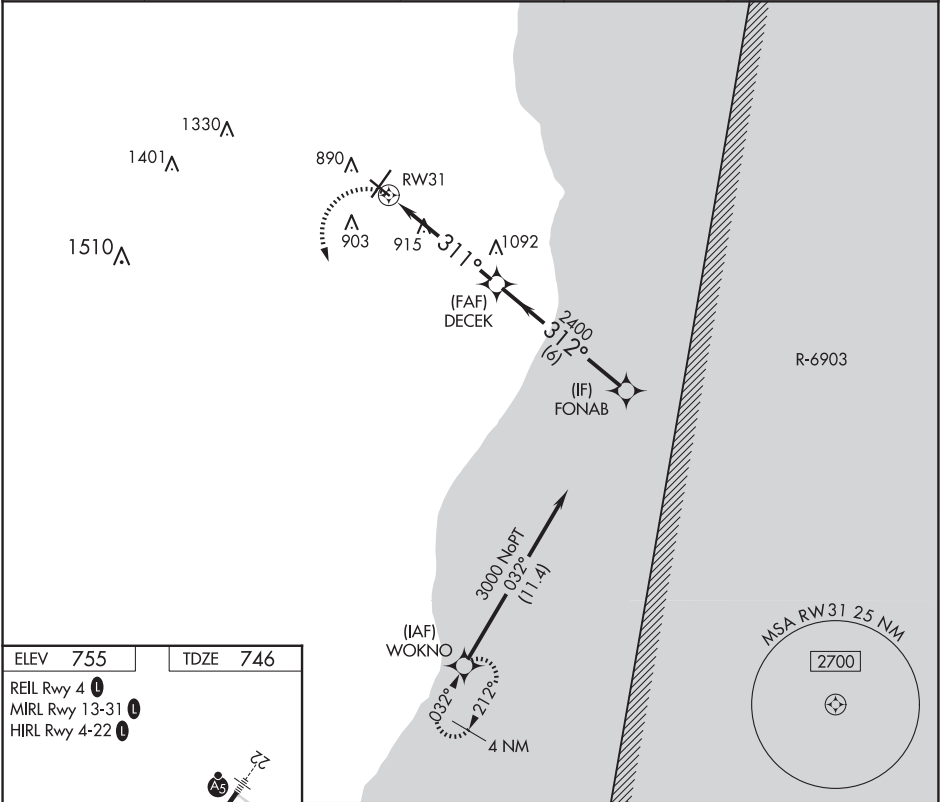 1330
1401
890
RW31
1510
903
915
311°
1092
(FAF)
DECEK
2400
312°
(6)
R-6903
(IF)
FONAB
3000 NoPT
032°
(11.4)
(IAF)
WOKNO
032°
212°
4 NM
MSA RW31 25 NM
2700
ELEV 755
TDZE 746
REIL Rwy 4 L
MIRL Rwy 13-31 L
HIRL Rwy 4-22 L
22
A5